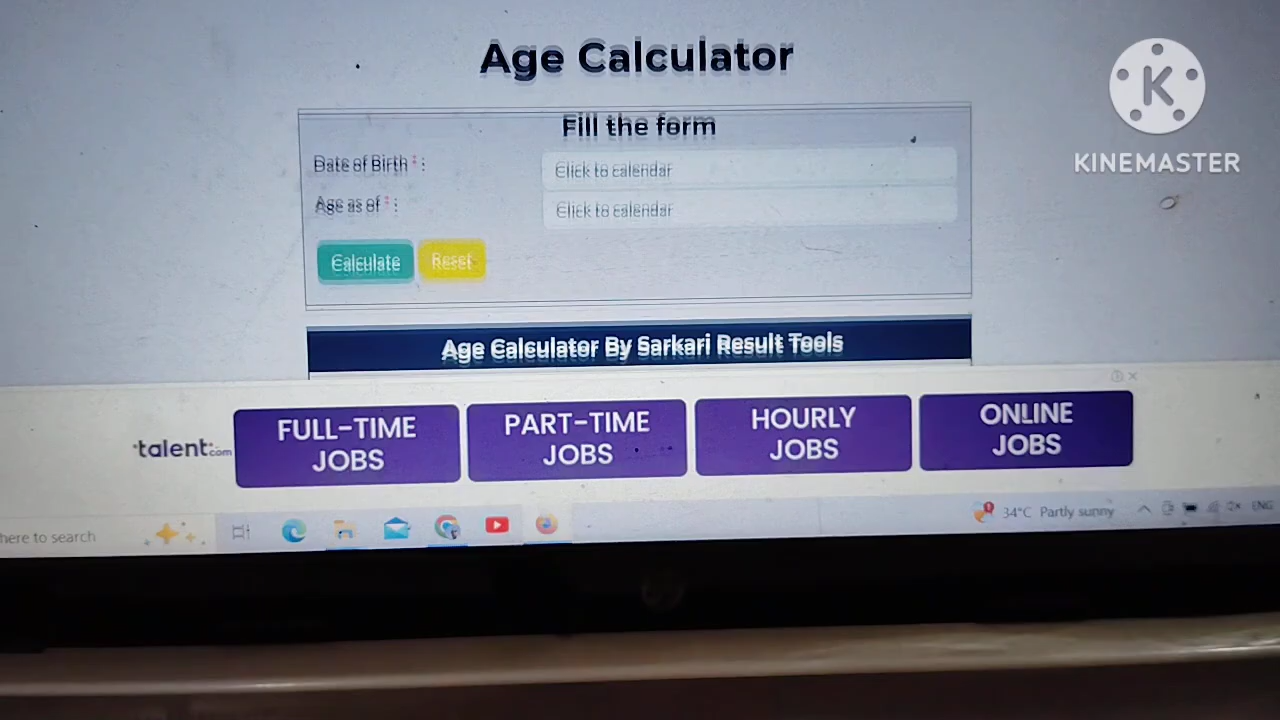 Age Calculator
KINEMASTER
Fill the form
Date of Birth * :
Click to calendar
Age as of * :
Click to calendar
Calculate
Reset
Age Calculator By Sarkari Result Tools
talent.com
FULL-TIME
JOBS
PART-TIME
JOBS
HOURLY
JOBS
ONLINE
JOBS
here to search
34°C Partly sunny
ENG